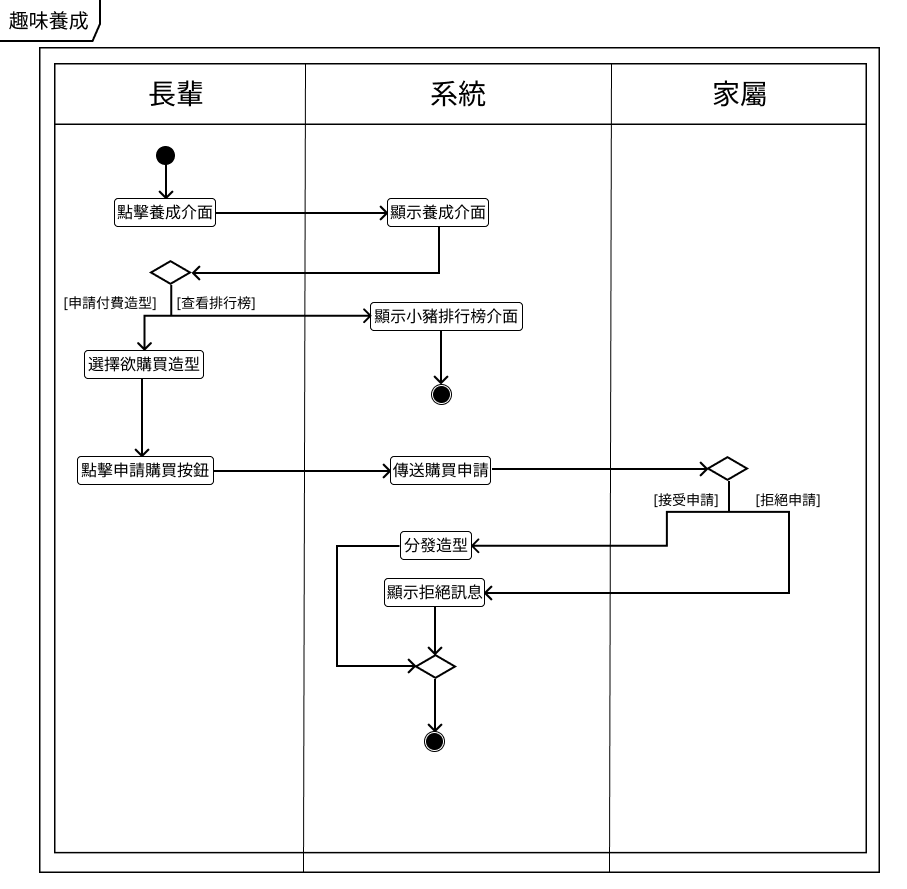 趣味養成
長輩
系統
家屬
點擊養成介面
顯示養成介面
[申請付費造型]
[查看排行榜]
顯示小豬排行榜介面
選擇欲購買造型
點擊申請購買按鈕
傳送購買申請
[接受申請]
[拒絕申請]
分發造型
顯示拒絕訊息